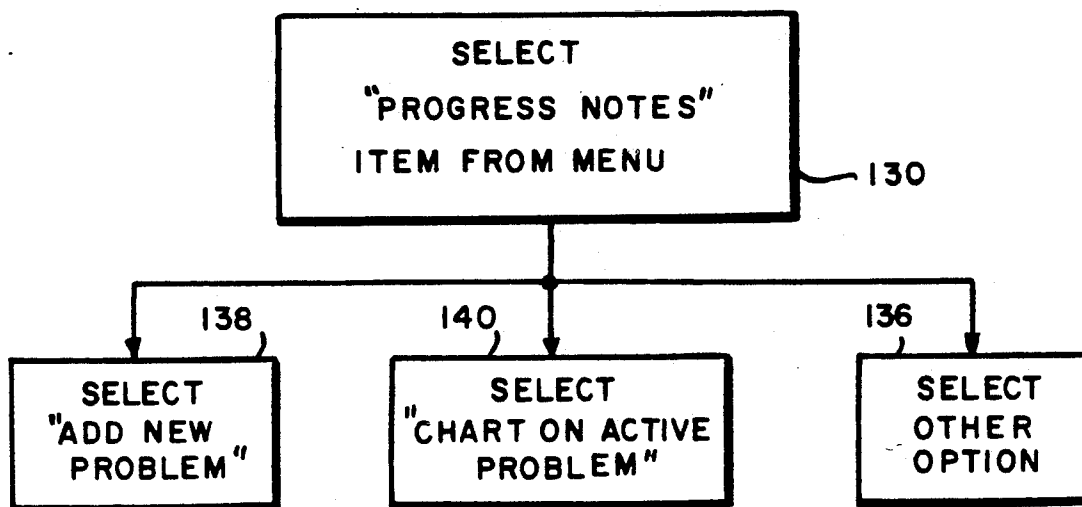 SELECT
"PROGRESS NOTES"
ITEM FROM MENU
130
138
140
136
SELECT
"ADD NEW
PROBLEM"
SELECT
"CHART ON ACTIVE
PROBLEM"
SELECT
OTHER
OPTION